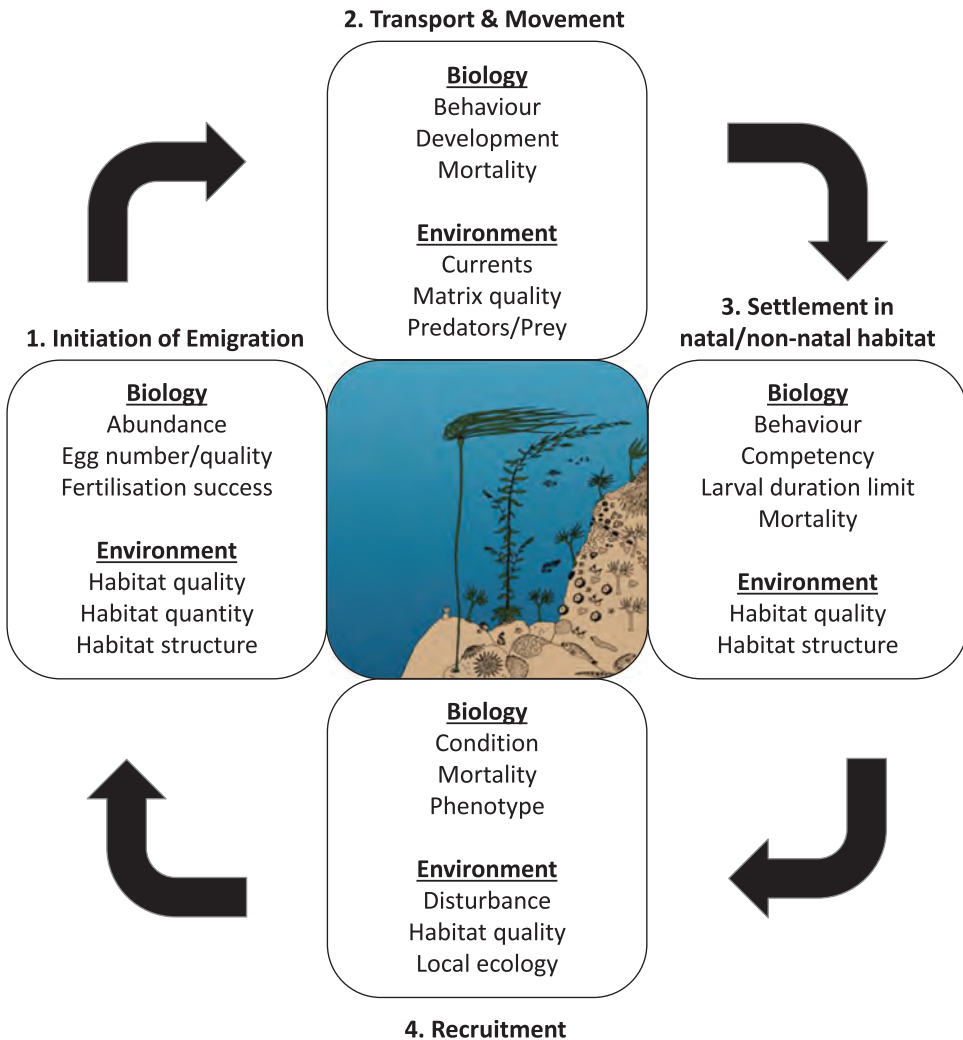 2. Transport & Movement
Biology
Behaviour
Development
Mortality
Environment
Currents
Matrix quality
Predators/Prey
1. Initiation of Emigration
Biology
Abundance
Egg number/quality
Fertilisation success
Environment
Habitat quality
Habitat quantity
Habitat structure
3. Settlement in
natal/non-natal habitat
Biology
Behaviour
Competency
Larval duration limit
Mortality
Environment
Habitat quality
Habitat structure
Biology
Condition
Mortality
Phenotype
Environment
Disturbance
Habitat quality
Local ecology
4. Recruitment